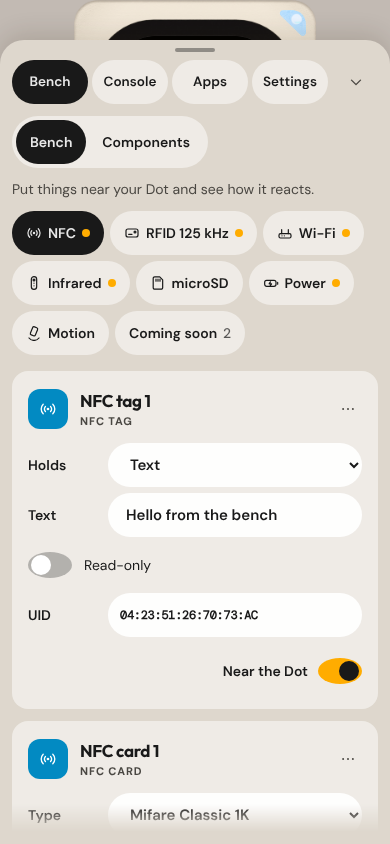 Bench Console Apps Settings
Bench Components
Put things near your Dot and see how it reacts.
NFC RFID 125 kHz Wi-Fi
Infrared microSD Power
Motion Coming soon 2
NFC tag 1
NFC TAG
Holds Text
Text Hello from the bench
Read-only
UID 04:23:51:26:70:73:AC
Near the Dot
NFC card 1
NFC CARD
Type Mifare Classic 1K